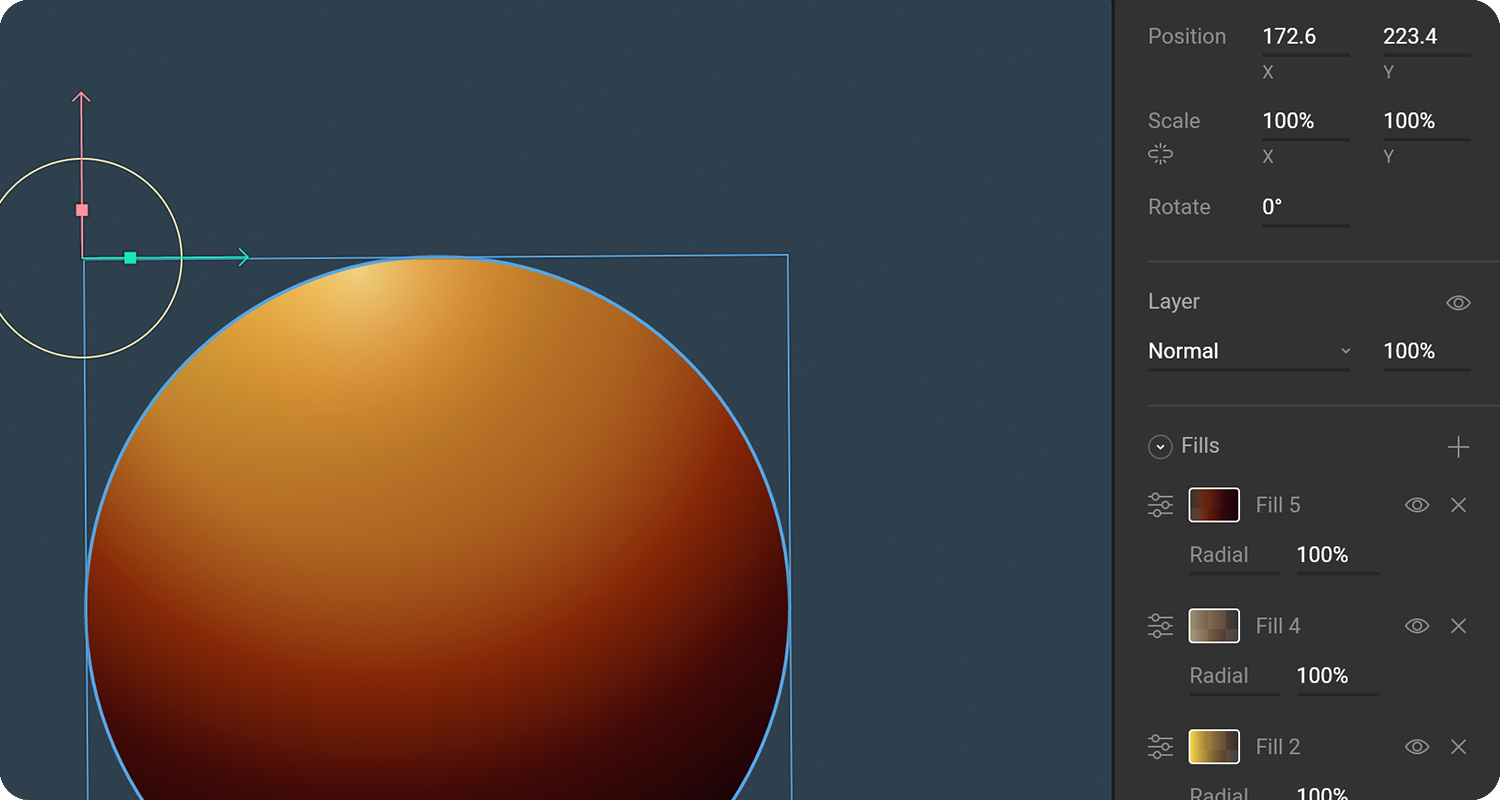 Position 172.6 223.4
X Y
Scale 100% 100%
X Y
Rotate 0°
Layer
Normal 100%
Fills
Fill 5
Radial 100%
Fill 4
Radial 100%
Fill 2
Radial 100%